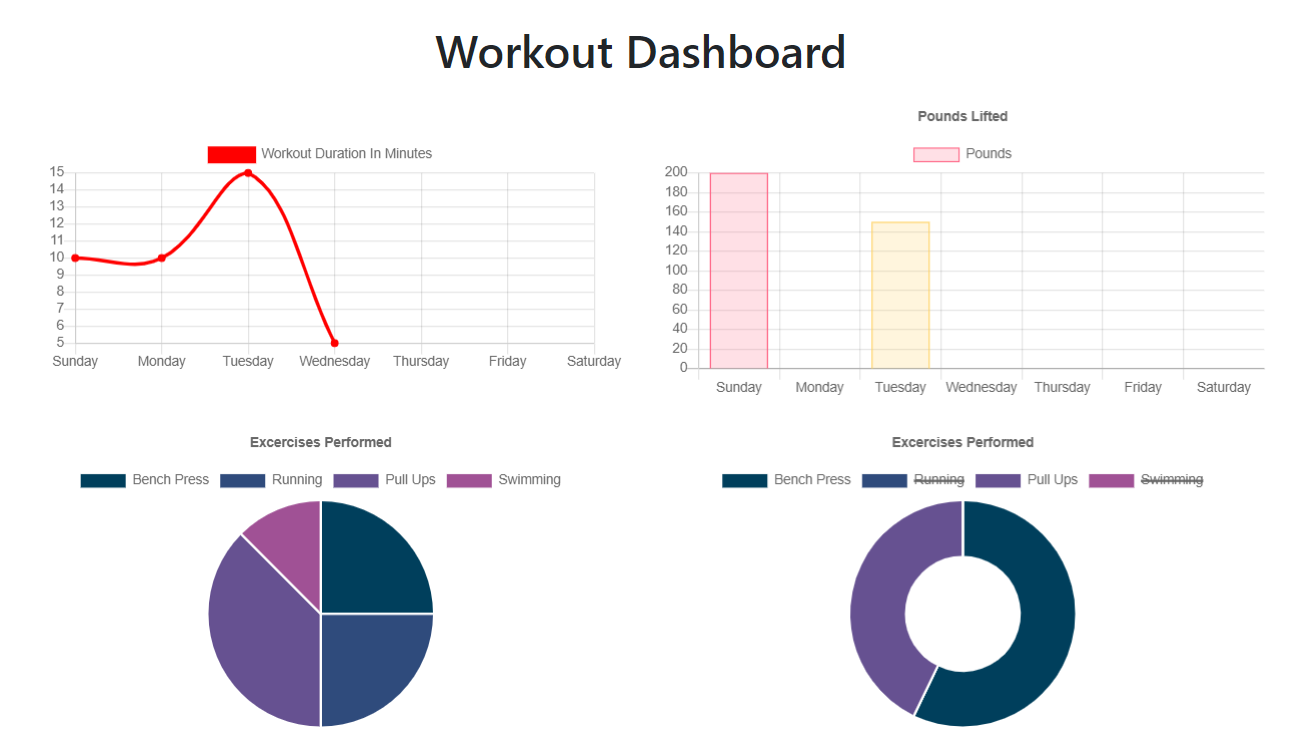 Workout Dashboard
Workout Duration In Minutes
15
14
13
12
11
10
9
8
7
6
5
Sunday Monday Tuesday Wednesday Thursday Friday Saturday
Pounds Lifted
Pounds
200
180
160
140
120
100
80
60
40
20
0
Sunday Monday Tuesday Wednesday Thursday Friday Saturday
Excercises Performed
Bench Press Running Pull Ups Swimming
Excercises Performed
Bench Press Running Pull Ups Swimming